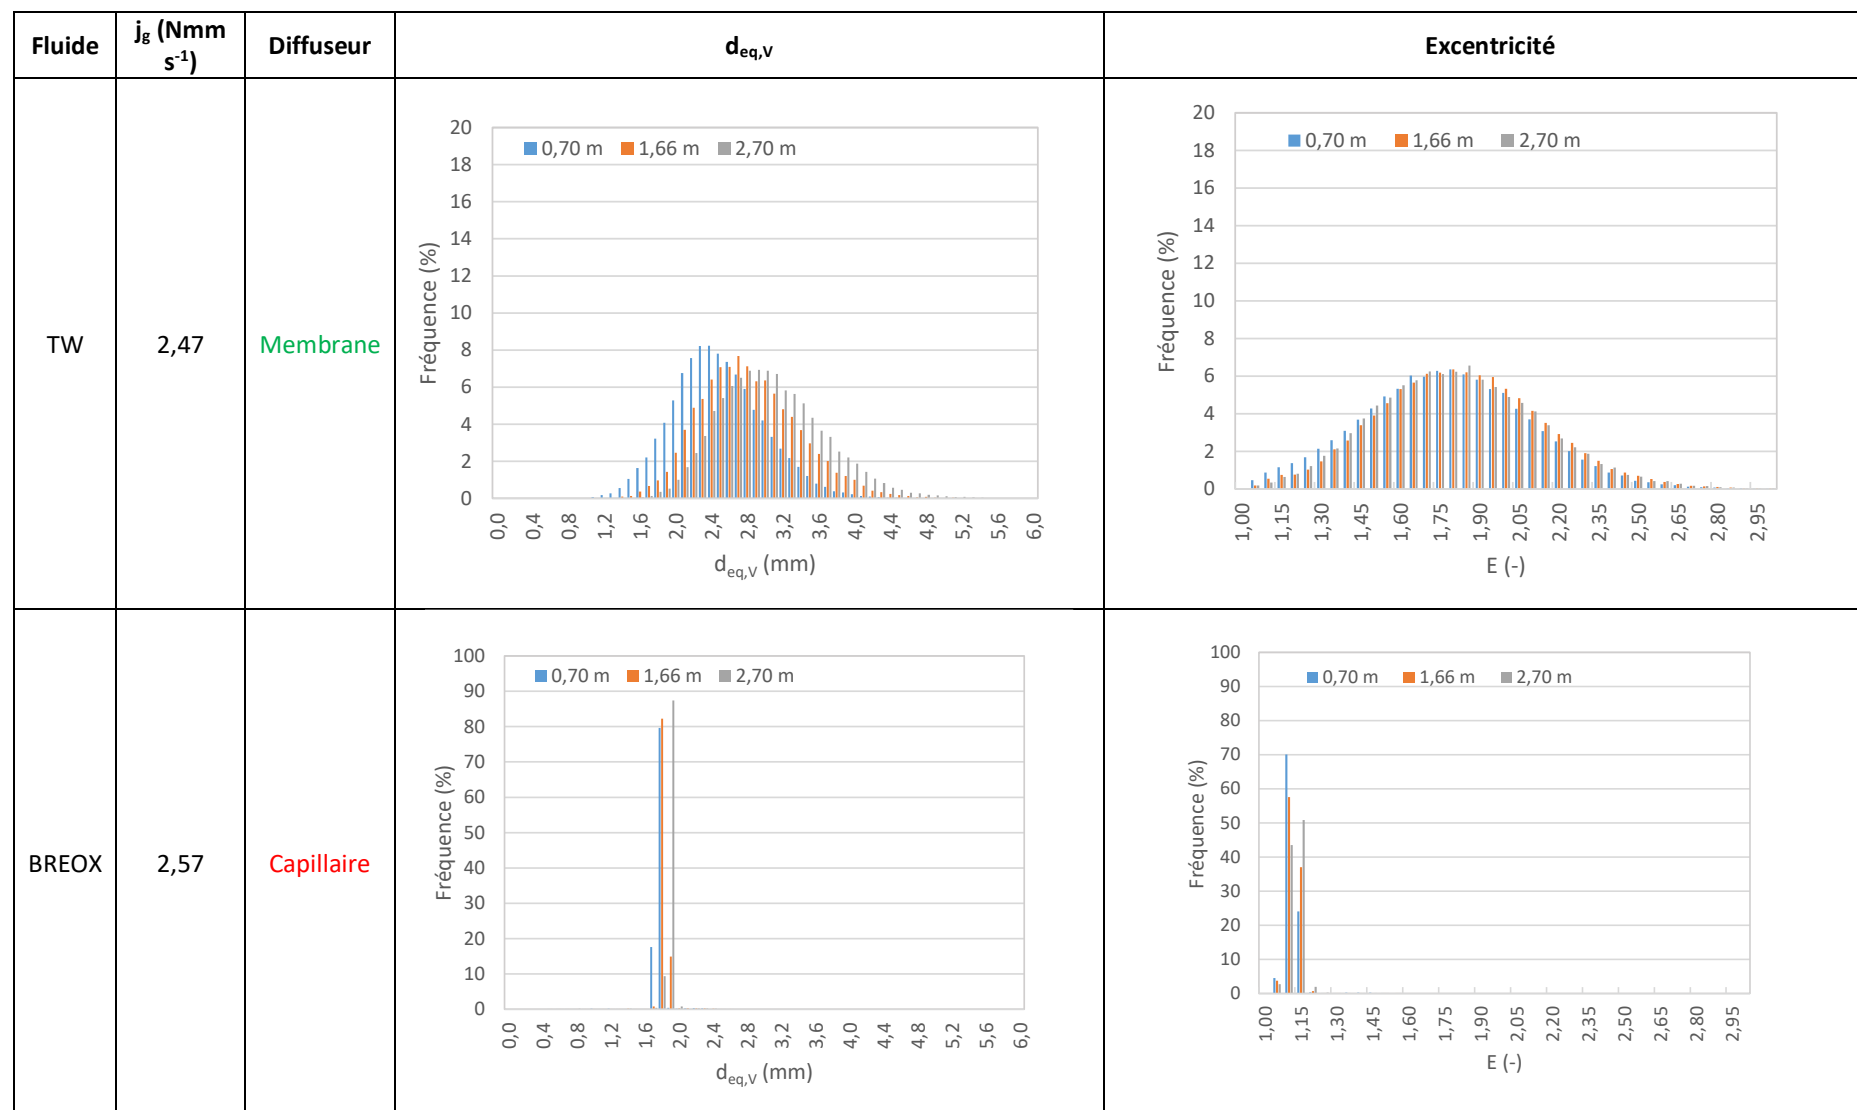 Fluide
jg (Nmm
s-1)
Diffuseur
deq,V
Excentricité
TW
2,47
Membrane
20
18
16
14
12
10
8
6
4
2
0
Fréquence (%)
0,70 m 1,66 m 2,70 m
0,0 0,4 0,8 1,2 1,6 2,0 2,4 2,8 3,2 3,6 4,0 4,4 4,8 5,2 5,6 6,0
deq,V (mm)
20
18
16
14
12
10
8
6
4
2
0
Fréquence (%)
0,70 m 1,66 m 2,70 m
1,00 1,15 1,30 1,45 1,60 1,75 1,90 2,05 2,20 2,35 2,50 2,65 2,80 2,95
E (-)
BREOX
2,57
Capillaire
100
90
80
70
60
50
40
30
20
10
0
Fréquence (%)
0,70 m 1,66 m 2,70 m
0,0 0,4 0,8 1,2 1,6 2,0 2,4 2,8 3,2 3,6 4,0 4,4 4,8 5,2 5,6 6,0
deq,V (mm)
100
90
80
70
60
50
40
30
20
10
0
Fréquence (%)
0,70 m 1,66 m 2,70 m
1,00 1,15 1,30 1,45 1,60 1,75 1,90 2,05 2,20 2,35 2,50 2,65 2,80 2,95
E (-)